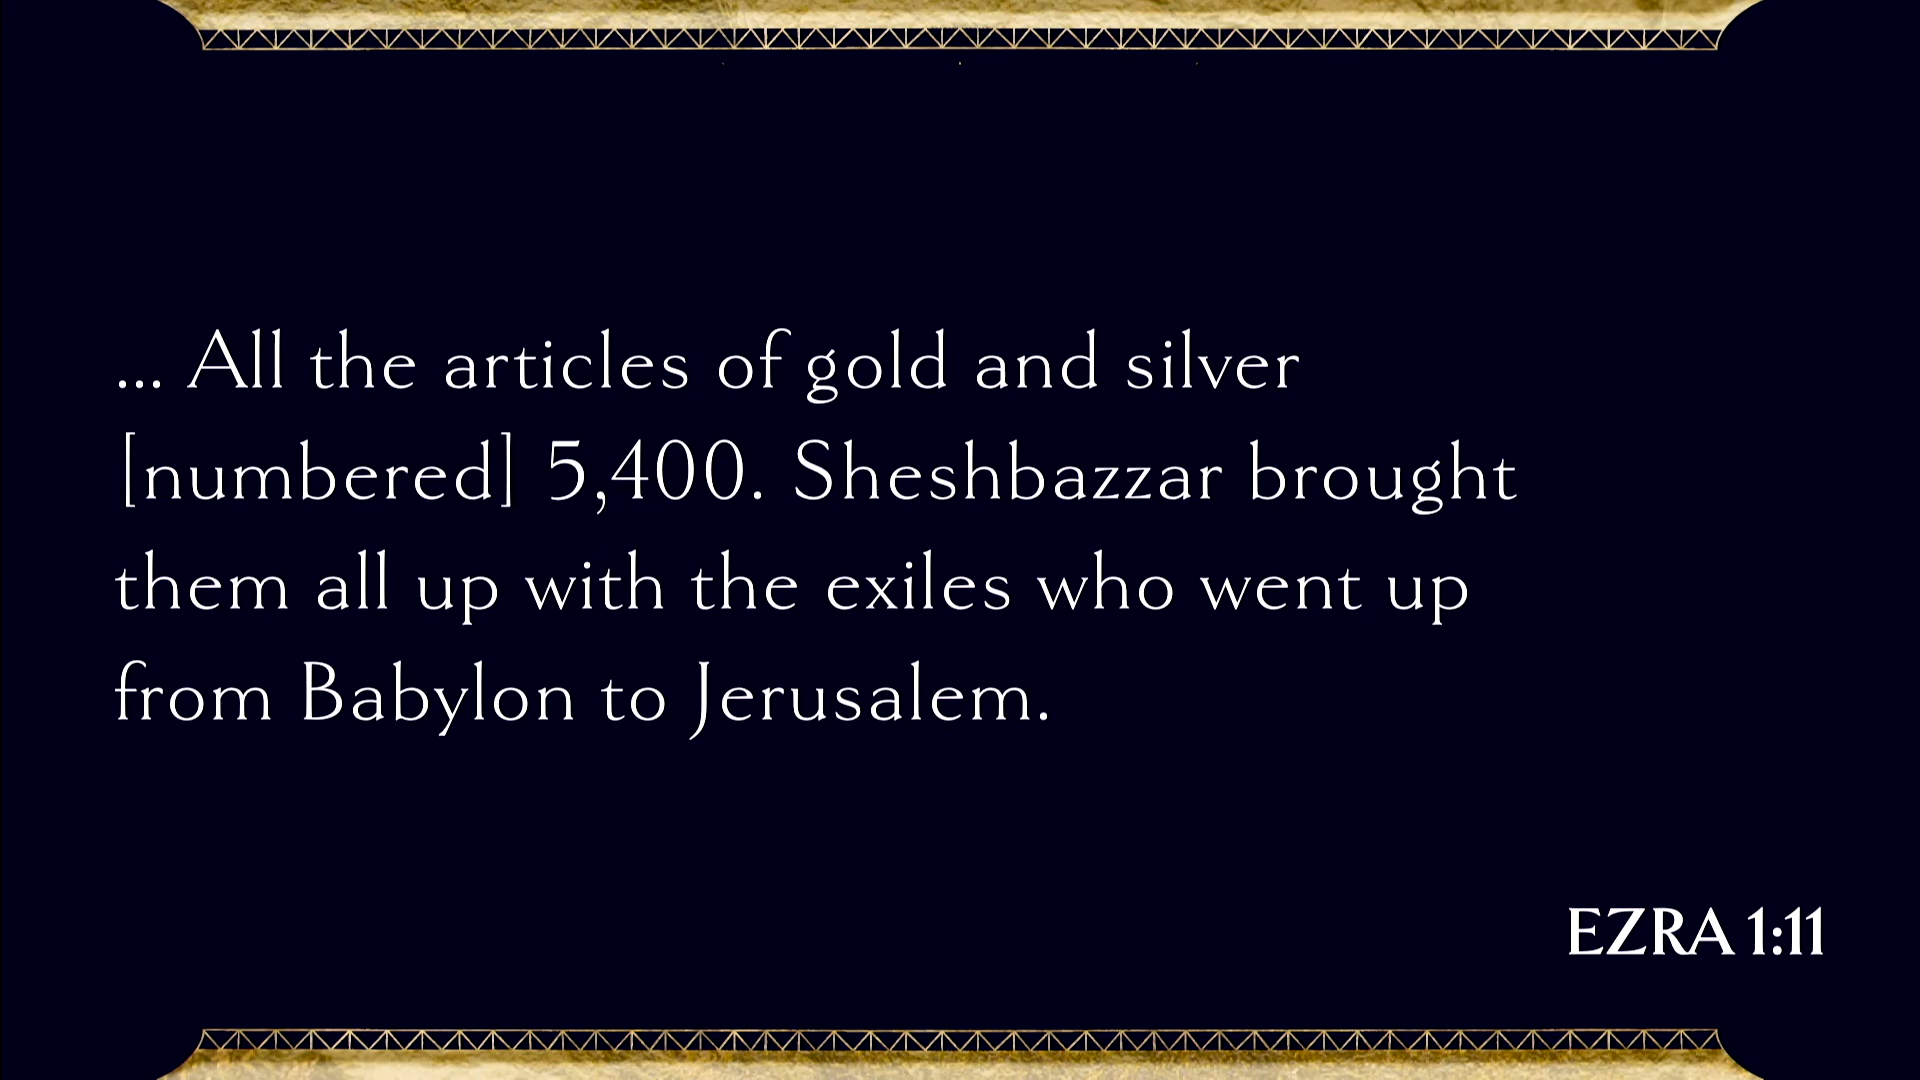 ... All the articles of gold and silver
[numbered] 5,400. Sheshbazzar brought
them all up with the exiles who went up
from Babylon to Jerusalem.
EZRA 1:11